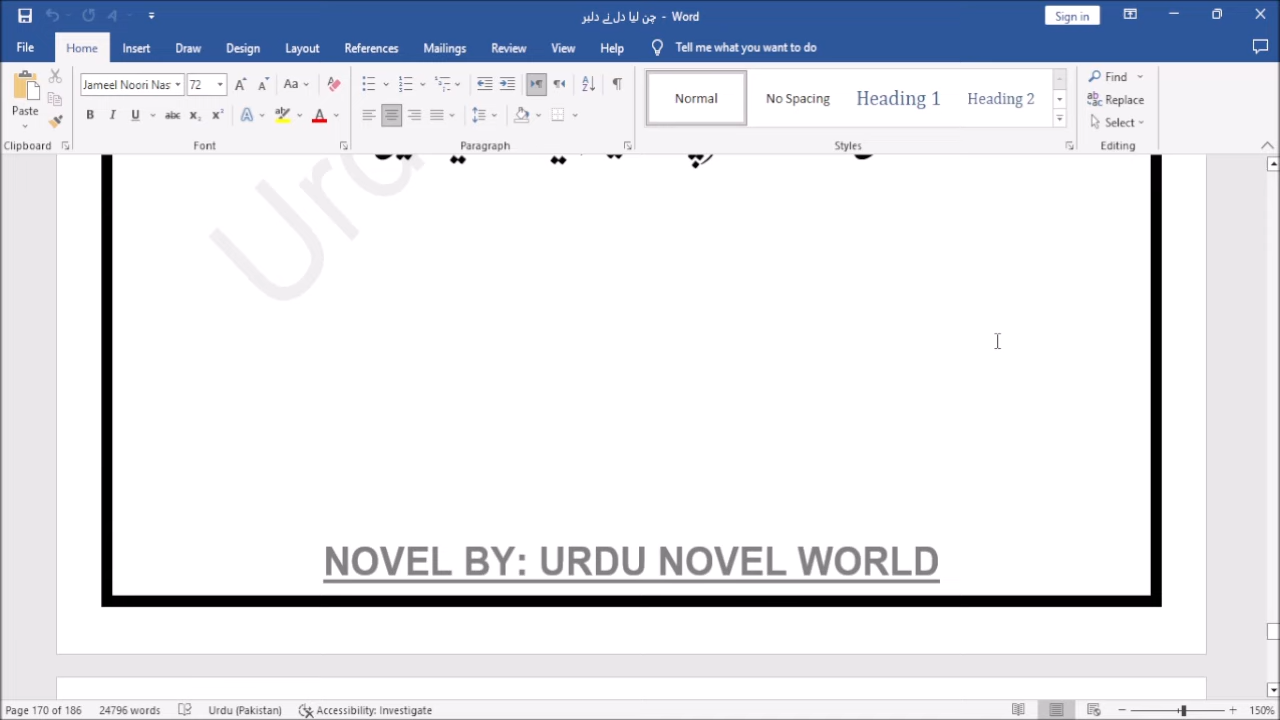 چن لیا دل نے دلبر - Word
Sign in
File Home Insert Draw Design Layout References Mailings Review View Help Tell me what you want to do
Paste
Jameel Noori Nas 72
Clipboard
Font
Paragraph
Normal
No Spacing
Heading 1
Heading 2
Styles
Find
Replace
Select
Editing
NOVEL BY: URDU NOVEL WORLD
Page 170 of 186 24796 words Urdu (Pakistan) Accessibility: Investigate 150%